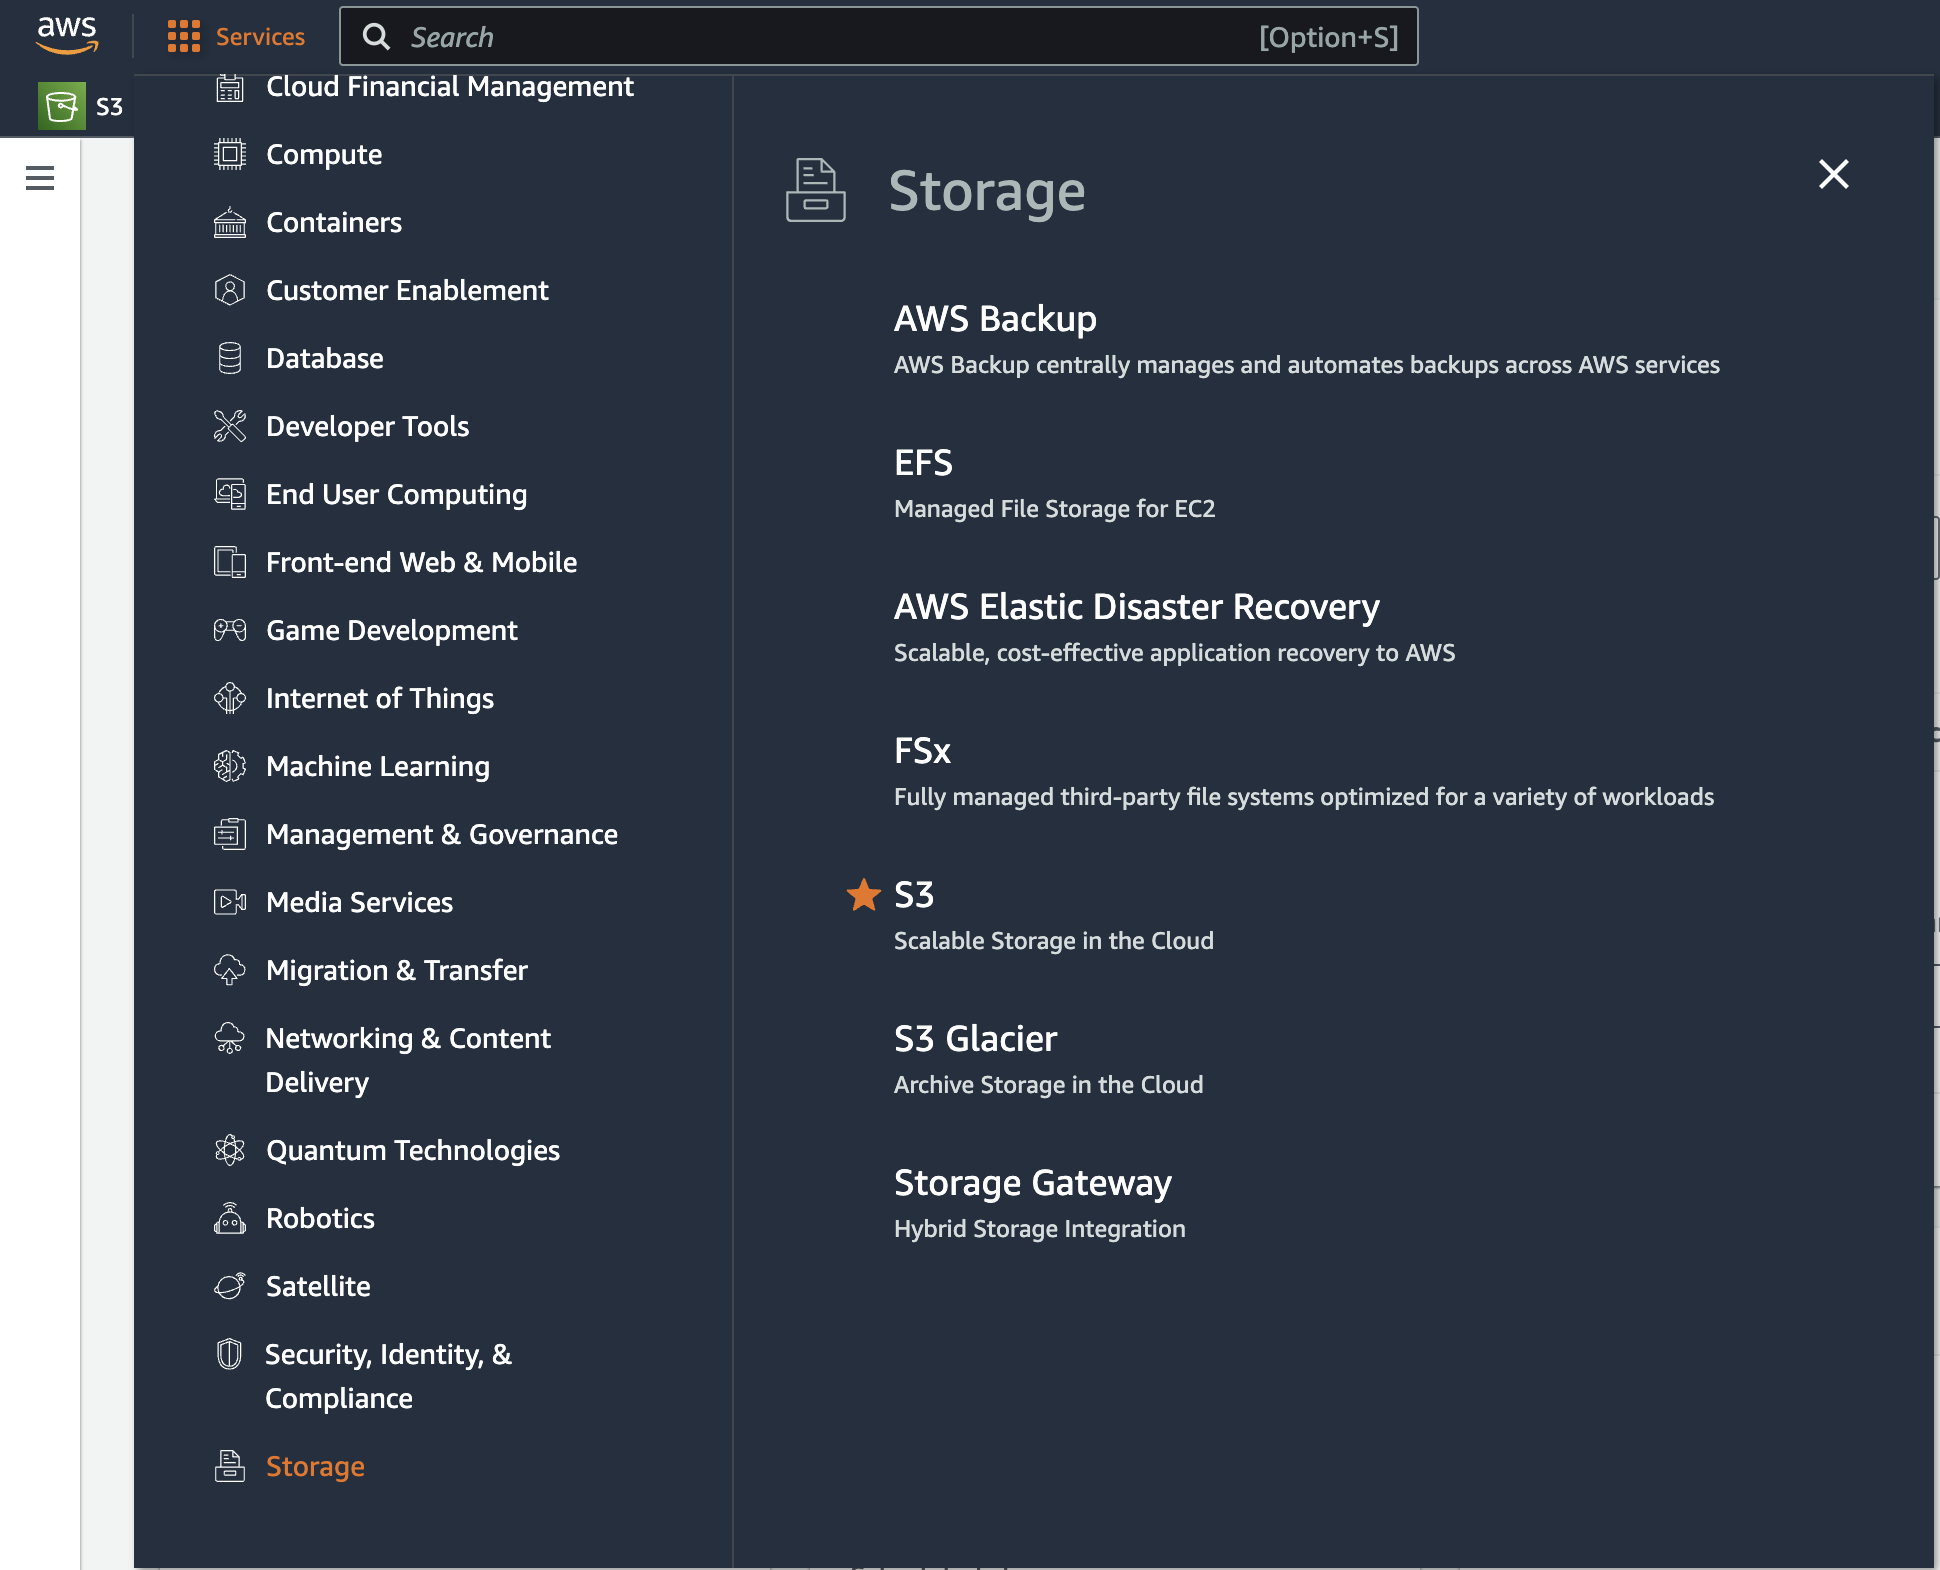 aws
Services
Search
[Option+S]
S3
Cloud Financial Management
Compute
Containers
Customer Enablement
Database
Developer Tools
End User Computing
Front-end Web & Mobile
Game Development
Internet of Things
Machine Learning
Management & Governance
Media Services
Migration & Transfer
Networking & Content
Delivery
Quantum Technologies
Robotics
Satellite
Security, Identity, &
Compliance
Storage
Storage
AWS Backup
AWS Backup centrally manages and automates backups across AWS services
EFS
Managed File Storage for EC2
AWS Elastic Disaster Recovery
Scalable, cost-effective application recovery to AWS
FSx
Fully managed third-party file systems optimized for a variety of workloads
S3
Scalable Storage in the Cloud
S3 Glacier
Archive Storage in the Cloud
Storage Gateway
Hybrid Storage Integration